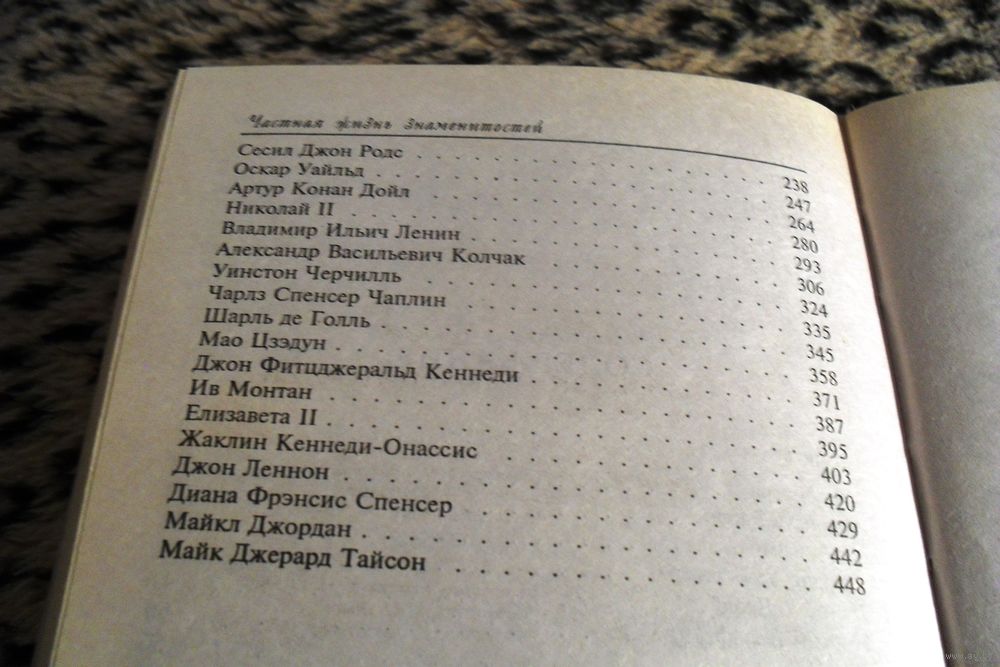 Частная жизнь знаменитостей
Сесил Джон Родс . . . . . . . . . . . . . . . . 238
Оскар Уайльд . . . . . . . . . . . . . . . . 247
Артур Конан Дойл . . . . . . . . . . . . . . . . 264
Николай II . . . . . . . . . . . . . . . . 280
Владимир Ильич Ленин . . . . . . . . . . . . . . . . 293
Александр Васильевич Колчак . . . . . . . . . . . . 306
Уинстон Черчилль . . . . . . . . . . . . . . . . 324
Чарлз Спенсер Чаплин . . . . . . . . . . . . . . . . 335
Шарль де Голль . . . . . . . . . . . . . . . . 345
Мао Цзэдун . . . . . . . . . . . . . . . . 358
Джон Фитцджеральд Кеннеди . . . . . . . . . . . . 371
Ив Монтан . . . . . . . . . . . . . . . . 387
Елизавета II . . . . . . . . . . . . . . . . 395
Жаклин Кеннеди-Онассис . . . . . . . . . . . . . 403
Джон Леннон . . . . . . . . . . . . . . . . 420
Диана Фрэнсис Спенсер . . . . . . . . . . . . . 429
Майкл Джордан . . . . . . . . . . . . . . . . 442
Майк Джерард Тайсон . . . . . . . . . . . . . . 448